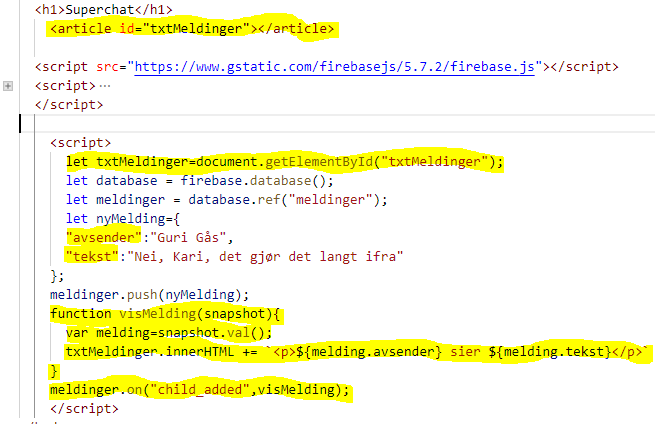 <h1>Superchat</h1>
<article id="txtMeldinger"></article>
<script src="https://www.gstatic.com/firebasejs/5.7.2/firebase.js"></script>
<script>...
</script>
<script>
let txtMeldinger=document.getElementById("txtMeldinger");
let database = firebase.database();
let meldinger = database.ref("meldinger");
let nyMelding={
"avsender":"Guri Gås",
"tekst":"Nei, Kari, det gjør det langt ifra"
};
meldinger.push(nyMelding);
function visMelding(snapshot){
var melding=snapshot.val();
txtMeldinger.innerHTML += `<p>${melding.avsender} sier ${melding.tekst}</p>`
}
meldinger.on("child_added",visMelding);
</script>